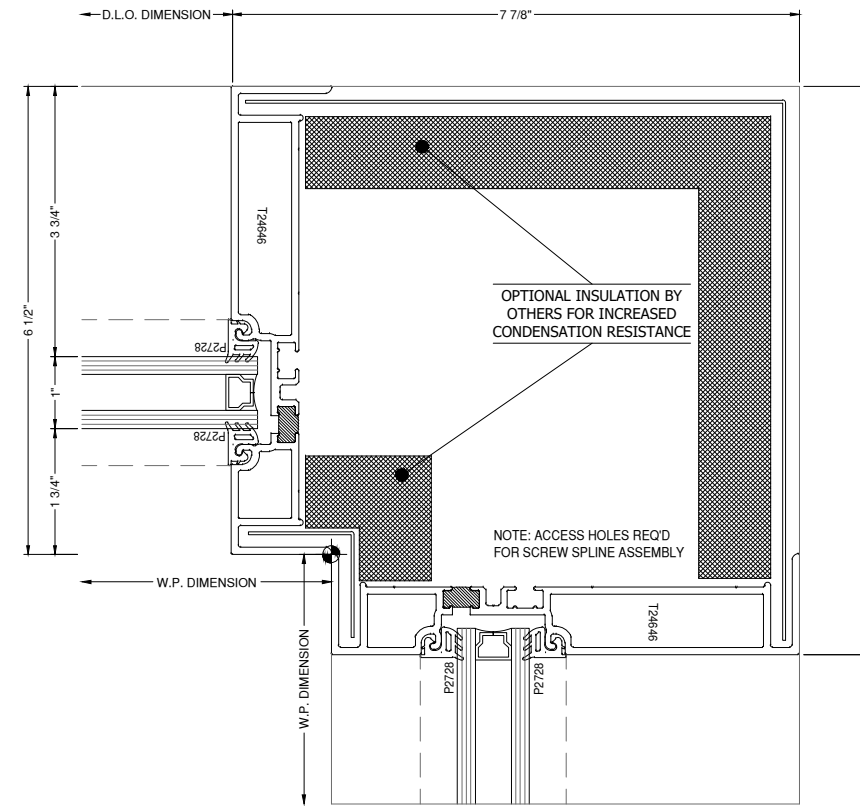 D.L.O. DIMENSION
7 7/8"
6 1/2"
3 3/4"
1"
1 3/4"
T24646
P2728
P2728
OPTIONAL INSULATION BY
OTHERS FOR INCREASED
CONDENSATION RESISTANCE
NOTE: ACCESS HOLES REQ'D
FOR SCREW SPLINE ASSEMBLY
W.P. DIMENSION
W.P. DIMENSION
P2728
P2728
T24646